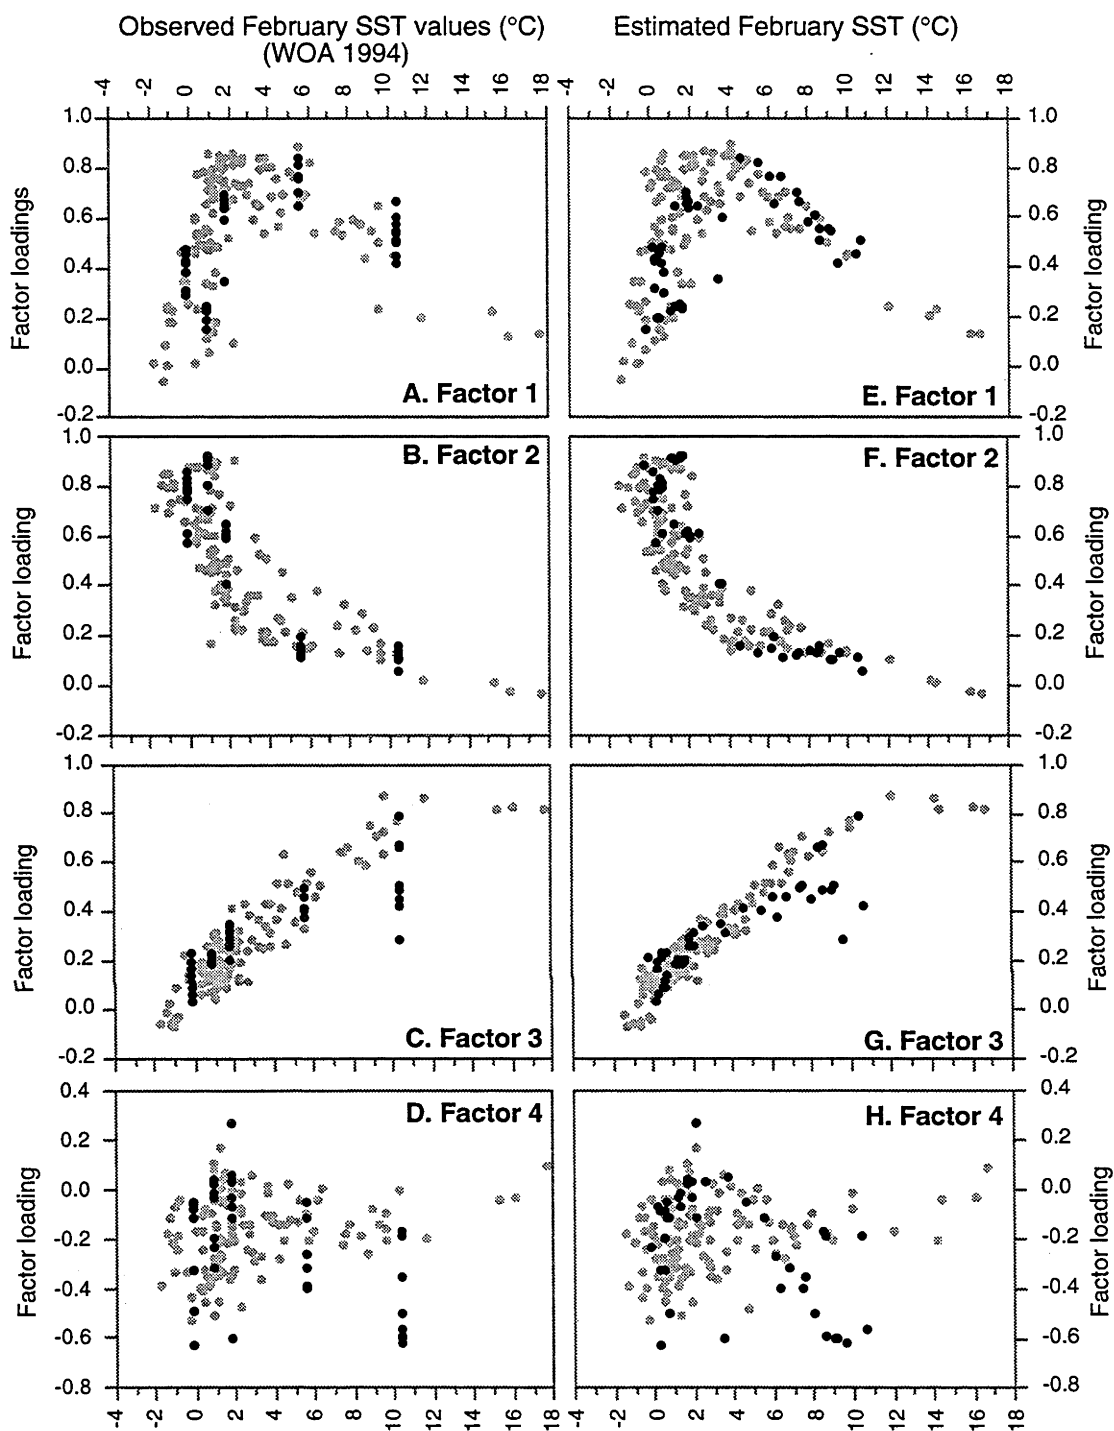 Observed February SST values (°C)
(WOA 1994)
Estimated February SST (°C)
-4 -2 0 2 4 6 8 10 12 14 16 18
-4 -2 0 2 4 6 8 10 12 14 16 18
Factor loadings
1.0
0.8
0.6
0.4
0.2
0.0
-0.2
A. Factor 1
E. Factor 1
1.0
0.8
0.6
0.4
0.2
0.0
-0.2
Factor loadings
Factor loading
1.0
0.8
0.6
0.4
0.2
0.0
-0.2
B. Factor 2
F. Factor 2
1.0
0.8
0.6
0.4
0.2
0.0
-0.2
Factor loading
Factor loading
1.0
0.8
0.6
0.4
0.2
0.0
-0.2
C. Factor 3
G. Factor 3
1.0
0.8
0.6
0.4
0.2
0.0
-0.2
Factor loading
Factor loading
0.4
0.2
0.0
-0.2
-0.4
-0.6
-0.8
D. Factor 4
H. Factor 4
0.4
0.2
0.0
-0.2
-0.4
-0.6
-0.8
Factor loading
-4 -2 0 2 4 6 8 10 12 14 16 18
-4 -2 0 2 4 6 8 10 12 14 16 18